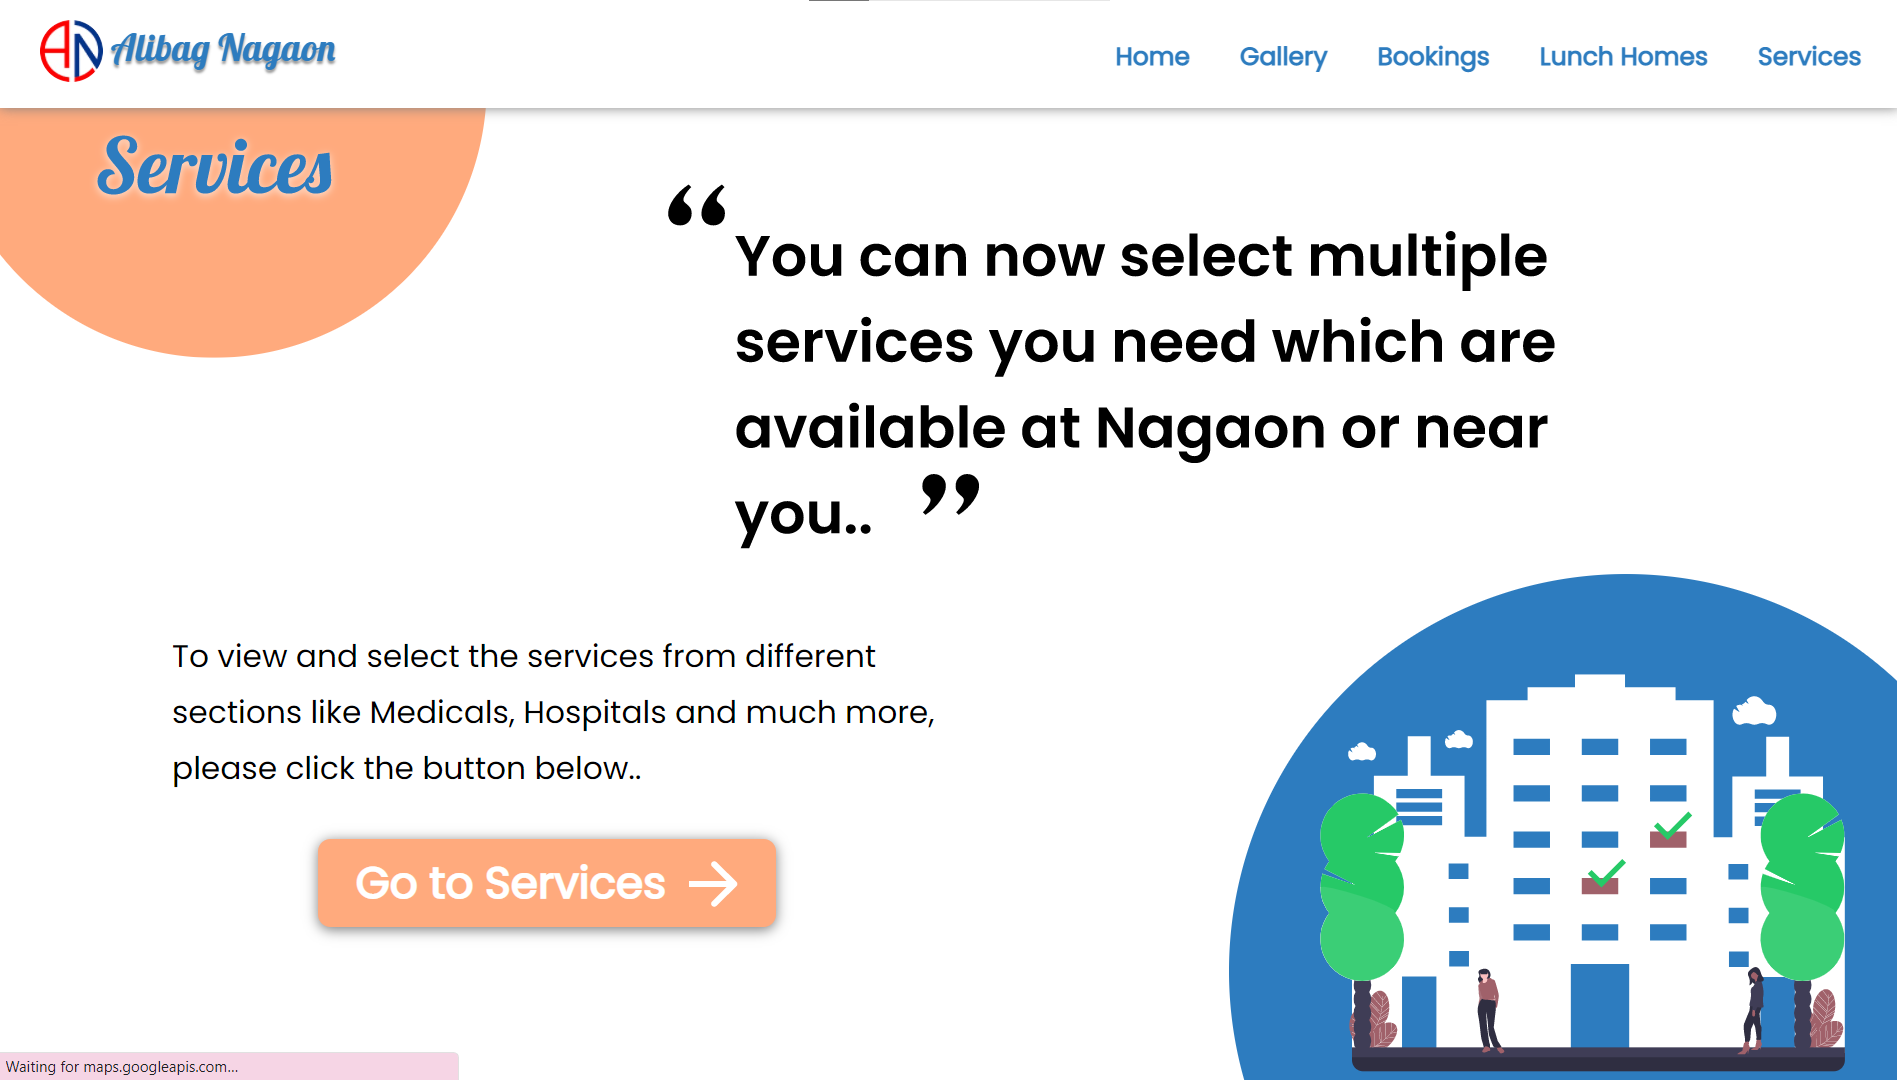 AN Alibag Nagaon
Home Gallery Bookings Lunch Homes Services
Services
“ You can now select multiple
services you need which are
available at Nagaon or near
you.. ”
To view and select the services from different
sections like Medicals, Hospitals and much more,
please click the button below..
Go to Services →
Waiting for maps.googleapis.com...